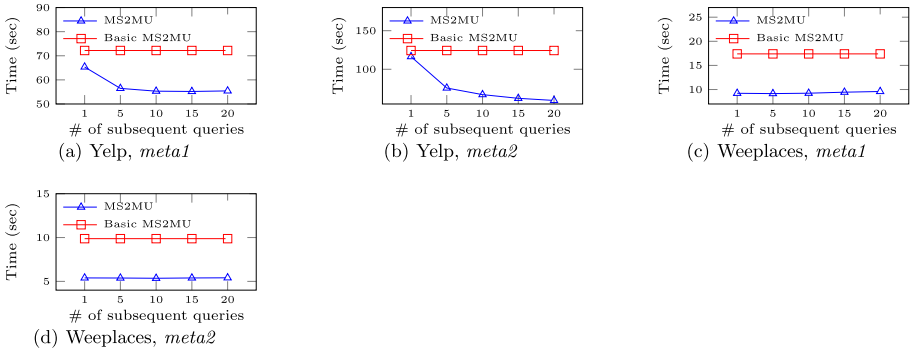 90
80
70
60
50
Time (sec)
MS2MU
Basic MS2MU
1 5 10 15 20
# of subsequent queries
(a) Yelp, meta1
150
100
Time (sec)
MS2MU
Basic MS2MU
1 5 10 15 20
# of subsequent queries
(b) Yelp, meta2
25
20
15
10
Time (sec)
MS2MU
Basic MS2MU
1 5 10 15 20
# of subsequent queries
(c) Weeplaces, meta1
15
10
5
Time (sec)
MS2MU
Basic MS2MU
1 5 10 15 20
# of subsequent queries
(d) Weeplaces, meta2